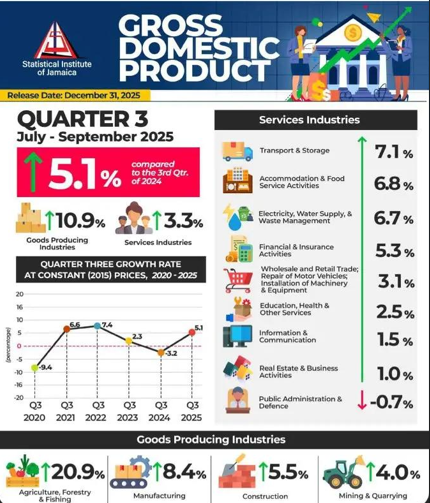 Statistical Institute
of Jamaica
GROSS
DOMESTIC
PRODUCT
Release Date: December 31, 2025
QUARTER 3
July - September 2025
5.1%
compared
to the 3rd Qtr.
of 2024
10.9%
Goods Producing
Industries
3.3%
Services Industries
QUARTER THREE GROWTH RATE
AT CONSTANT (2015) PRICES, 2020 - 2025
(percentage)
20
15
10
5
0
-5
-10
-15
-20
-9.4
6.6
7.4
2.3
-3.2
5.1
Q3 Q3 Q3 Q3 Q3 Q3
2020 2021 2022 2023 2024 2025
Services Industries
Transport & Storage
7.1 %
Accommodation & Food
Service Activities
6.8 %
Electricity, Water Supply, &
Waste Management
6.7 %
Financial & Insurance
Activities
5.3 %
Wholesale and Retail Trade;
Repair of Motor Vehicles;
Installation of Machinery
& Equipment
3.1 %
Education, Health &
Other Services
2.5 %
Information &
Communication
1.5 %
Real Estate & Business
Activities
1.0 %
Public Administration &
Defence
-0.7%
Goods Producing Industries
20.9%
Agriculture, Forestry
& Fishing
8.4%
Manufacturing
5.5%
Construction
4.0%
Mining & Quarrying